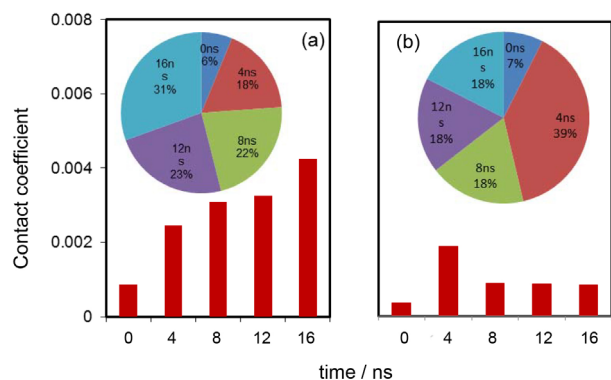 0.008
0.006
0.004
0.002
0
Contact coefficient
(a)
0ns
6%
4ns
18%
8ns
22%
12n
s
23%
16n
s
31%
0
4
8
12
16
(b)
0ns
7%
4ns
39%
8ns
18%
12n
s
18%
16n
s
18%
0
4
8
12
16
time / ns